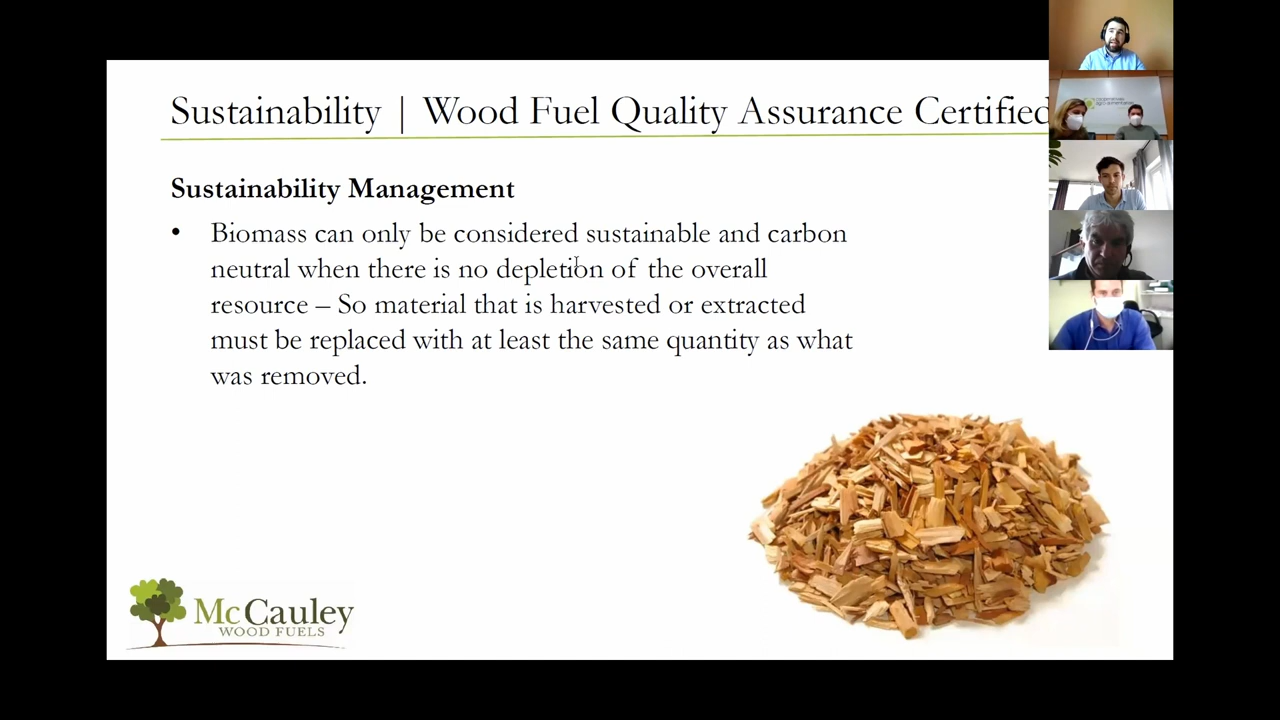 Sustainability | Wood Fuel Quality Assurance Certified
Sustainability Management
• Biomass can only be considered sustainable and carbon
neutral when there is no depletion of the overall
resource – So material that is harvested or extracted
must be replaced with at least the same quantity as what
was removed.
McCauley
WOOD FUELS